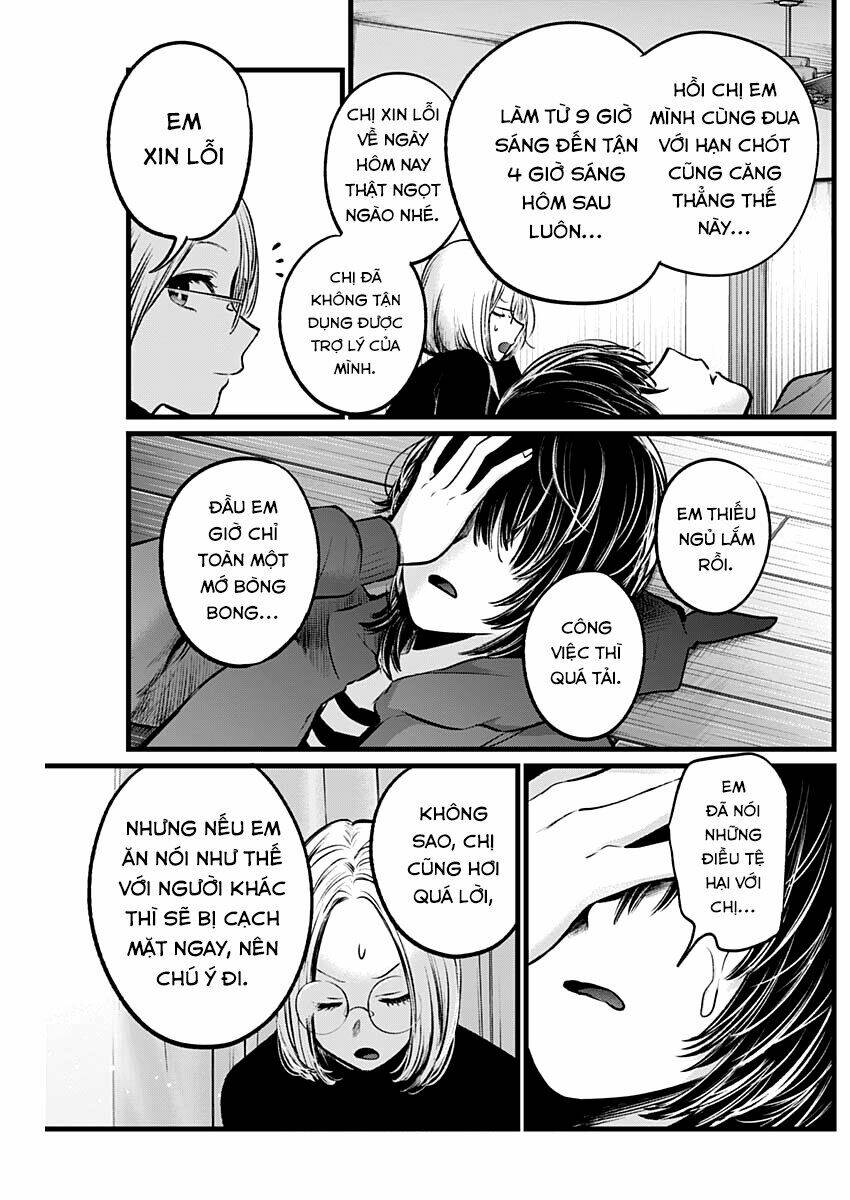 HỒI CHỊ EM
MÌNH CÙNG ĐUA
VỚI HẠN CHÓT
CŨNG CĂNG
THẲNG THẾ
NÀY...
LÀM TỪ 9 GIỜ
SÁNG ĐẾN TẬN
4 GIỜ SÁNG
HÔM SAU
LUÔN...
CHỊ XIN LỖI
VỀ NGÀY
HÔM NAY
THẬT NGỌT
NGÀO NHÉ.
CHỊ ĐÃ
KHÔNG TẬN
DỤNG ĐƯỢC
TRỢ LÝ CỦA
MÌNH.
EM
XIN LỖI
EM THIẾU
NGỦ LẮM
RỒI.
CÔNG
VIỆC THÌ
QUÁ TẢI.
ĐẦU EM
GIỜ CHỈ
TOÀN MỘT
MỚ BÒNG
BONG...
EM
ĐÃ NÓI
NHỮNG
ĐIỀU TỆ
HẠI VỚI
CHỊ...
KHÔNG
SAO, CHỊ
CŨNG HƠI
QUÁ LỜI,
NHƯNG NẾU EM
ĂN NÓI NHƯ THẾ
VỚI NGƯỜI KHÁC
THÌ SẼ BỊ CẠCH
MẶT NGAY, NÊN
CHÚ Ý ĐI.